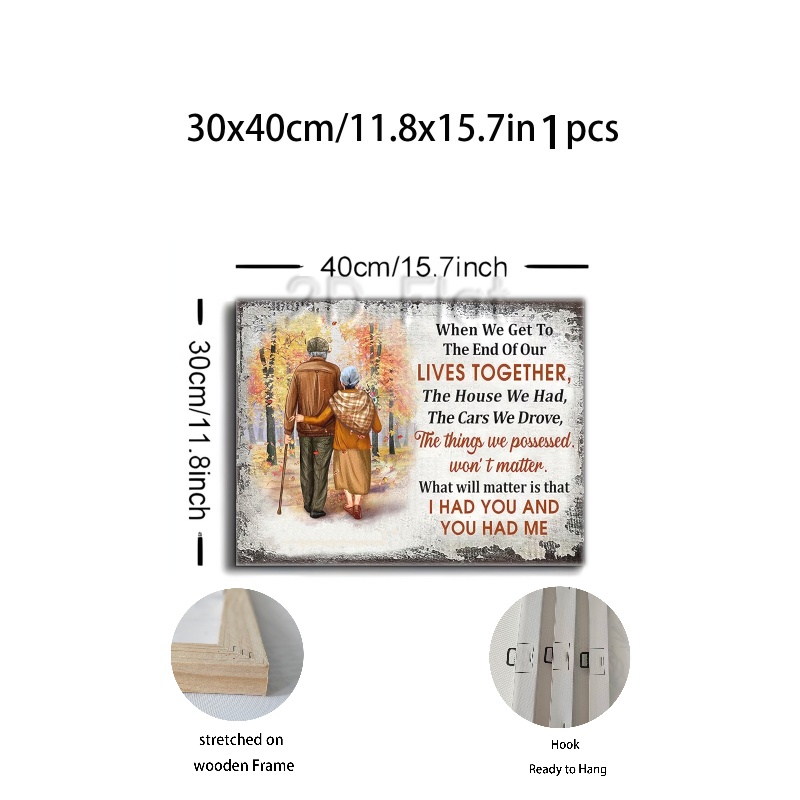 30x40cm/11.8x15.7in 1 pcs
40cm/15.7inch
2D Flat
30cm/11.8inch
When We Get To
The End Of Our
LIVES TOGETHER,
The House We Had,
The Cars We Drove,
The things we possessed.
won't matter.
What will matter is that
I HAD YOU AND
YOU HAD ME
stretched on
wooden Frame
Hook
Ready to Hang